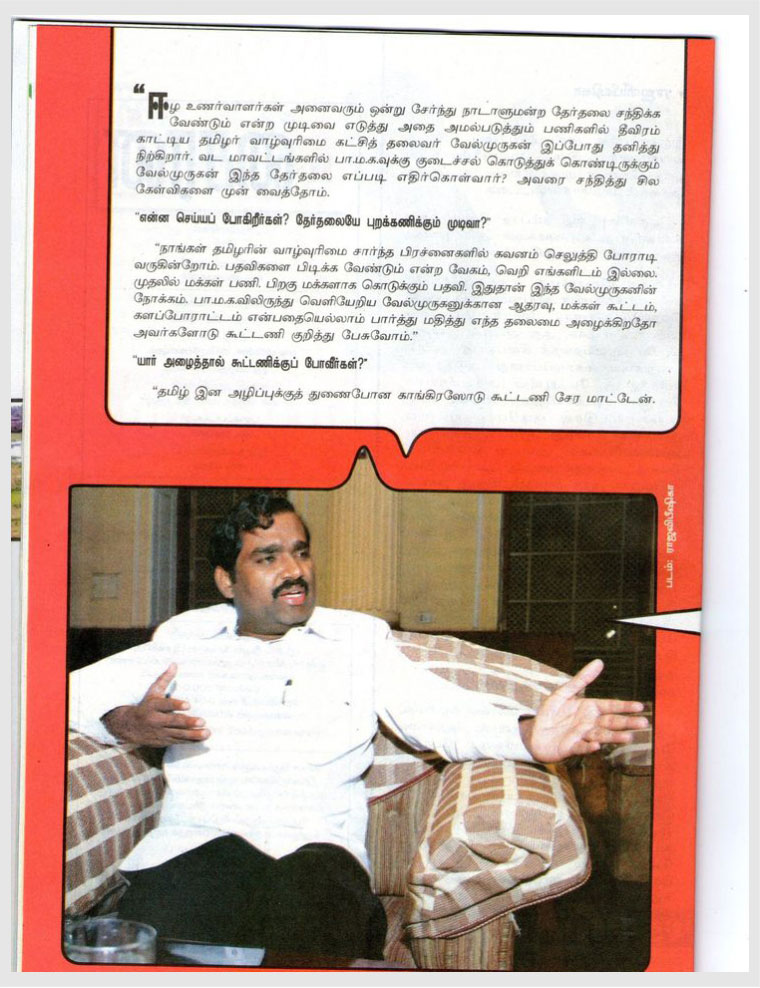 “ஈழ உணர்வாளர்கள் அனைவரும் ஒன்று சேர்ந்து நாடாளுமன்ற தேர்தலை சந்திக்க
வேண்டும் என்ற முடிவை எடுத்து அதை அமல்படுத்தும் பணிகளில் தீவிரம்
காட்டிய தமிழர் வாழ்வுரிமை கட்சித் தலைவர் வேல்முருகன் இப்போது தனித்து
நிற்கிறார். வட மாவட்டங்களில் பா.ம.க.வுக்கு குடைச்சல் கொடுத்துக் கொண்டிருக்கும்
வேல்முருகன் இந்த தேர்தலை எப்படி எதிர்கொள்வார்? அவரை சந்தித்து சில
கேள்விகளை முன் வைத்தோம்.
"என்ன செய்யப் போகிறீர்கள்? தேர்தலையே புறக்கணிக்கும் முடிவா?"
“நாங்கள் தமிழரின் வாழ்வுரிமை சார்ந்த பிரச்னைகளில் கவனம் செலுத்தி போராடி
வருகின்றோம். பதவிகளை பிடிக்க வேண்டும் என்ற வேகம், வெறி எங்களிடம் இல்லை.
முதலில் மக்கள் பணி. பிறகு மக்களாக கொடுக்கும் பதவி. இதுதான் இந்த வேல்முருகனின்
நோக்கம். பா.ம.க.விலிருந்து வெளியேறிய வேல்முருகனுக்கான ஆதரவு, மக்கள் கூட்டம்,
களப்போராட்டம் என்பதையெல்லாம் பார்த்து மதித்து எந்த தலைமை அழைக்கிறதோ
அவர்களோடு கூட்டணி குறித்து பேசுவோம்.”
"யார் அழைத்தால் கூட்டணிக்குப் போவீர்கள்?"
“தமிழ் இன அழிப்புக்குத் துணைபோன காங்கிரஸோடு கூட்டணி சேர மாட்டேன்.
படம்: ராஜவிபீஷிகா